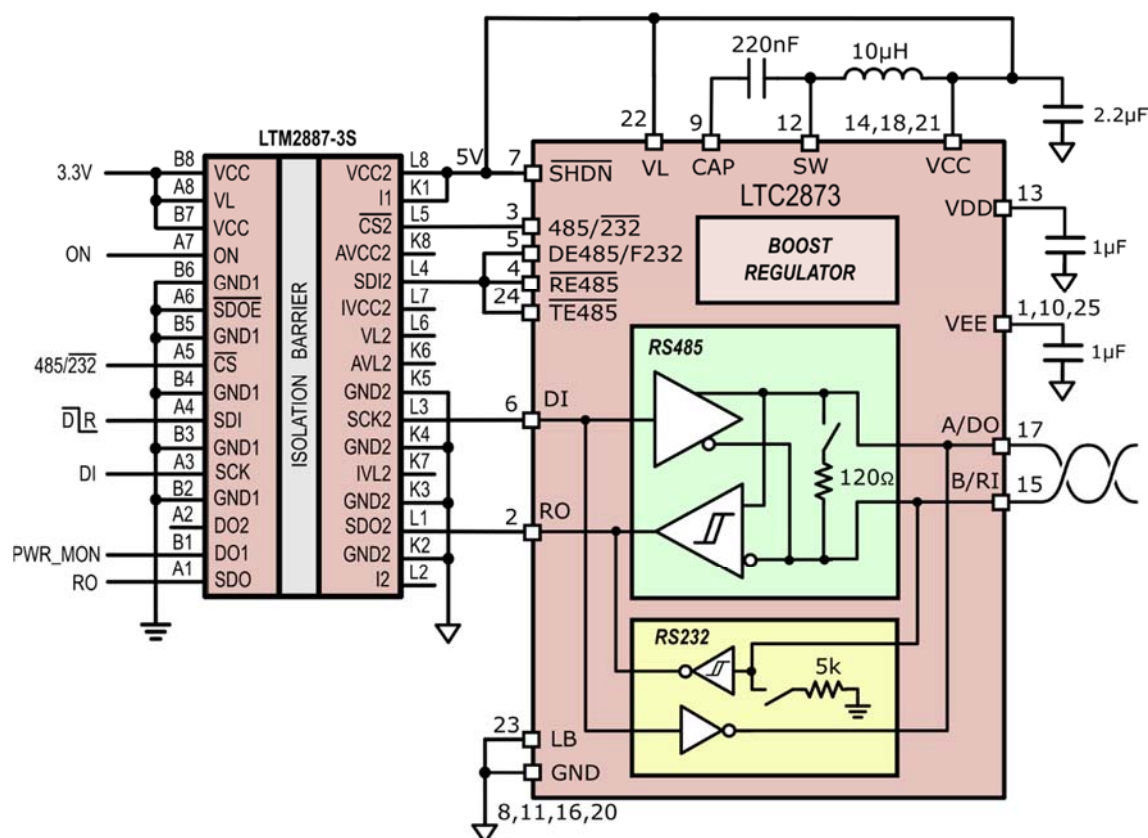 220nF
10µH
2.2µF
22
9
12
14,18,21
VL
CAP
SW
VCC
LTC2873
LTM2887-3S
ISOLATION BARRIER
3.3V
B8
VCC
A8
VL
B7
VCC
ON
A7
ON
B6
GND1
A6
SDOE
B5
GND1
485/232
A5
CS
B4
GND1
D R
A4
SDI
B3
GND1
DI
A3
SCK
B2
GND1
A2
DO2
PWR_MON
B1
DO1
RO
A1
SDO
VCC2
L8
5V
I1
K1
CS2
L5
AVCC2
K8
SDI2
L4
IVCC2
L7
VL2
L6
AVL2
K6
GND2
K5
SCK2
L3
GND2
K4
IVL2
K7
GND2
K3
SDO2
L1
GND2
K2
I2
L2
7
SHDN
3
485/232
5
DE485/F232
4
RE485
24
TE485
6
DI
2
RO
23
LB
GND
8,11,16,20
BOOST
REGULATOR
RS485
120Ω
RS232
5k
VDD
13
1µF
VEE
1,10,25
1µF
A/DO
17
B/RI
15